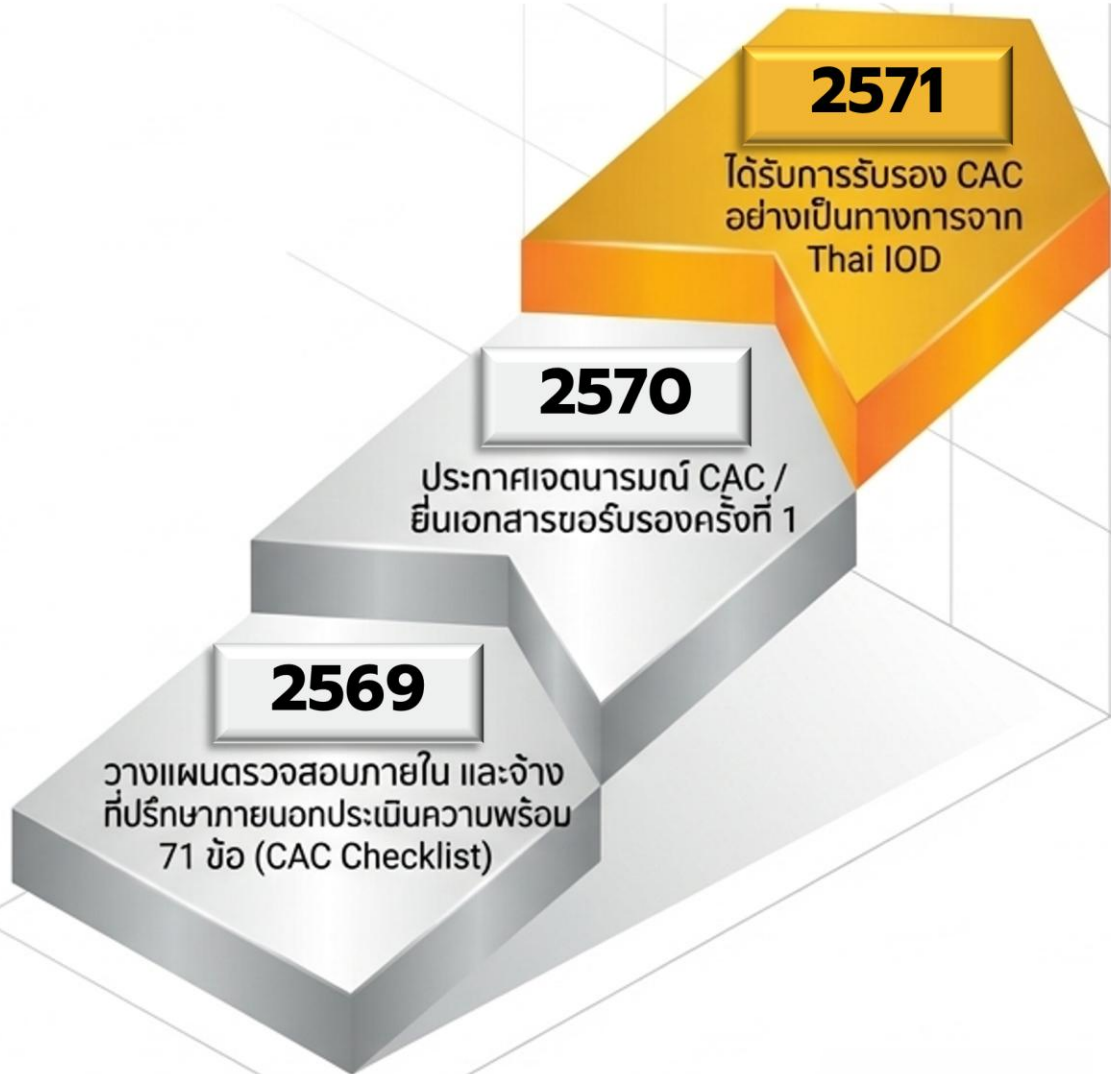 2571
ได้รับการรับรอง CAC
อย่างเป็นทางการจาก
Thai IOD
2570
ประกาศเจตนารมณ์ CAC /
ยื่นเอกสารขอรับรองครั้งที่ 1
2569
วางแผนตรวจสอบภายใน และจ้าง
ที่ปรึกษาภายนอกประเมินความพร้อม
71 ข้อ (CAC Checklist)